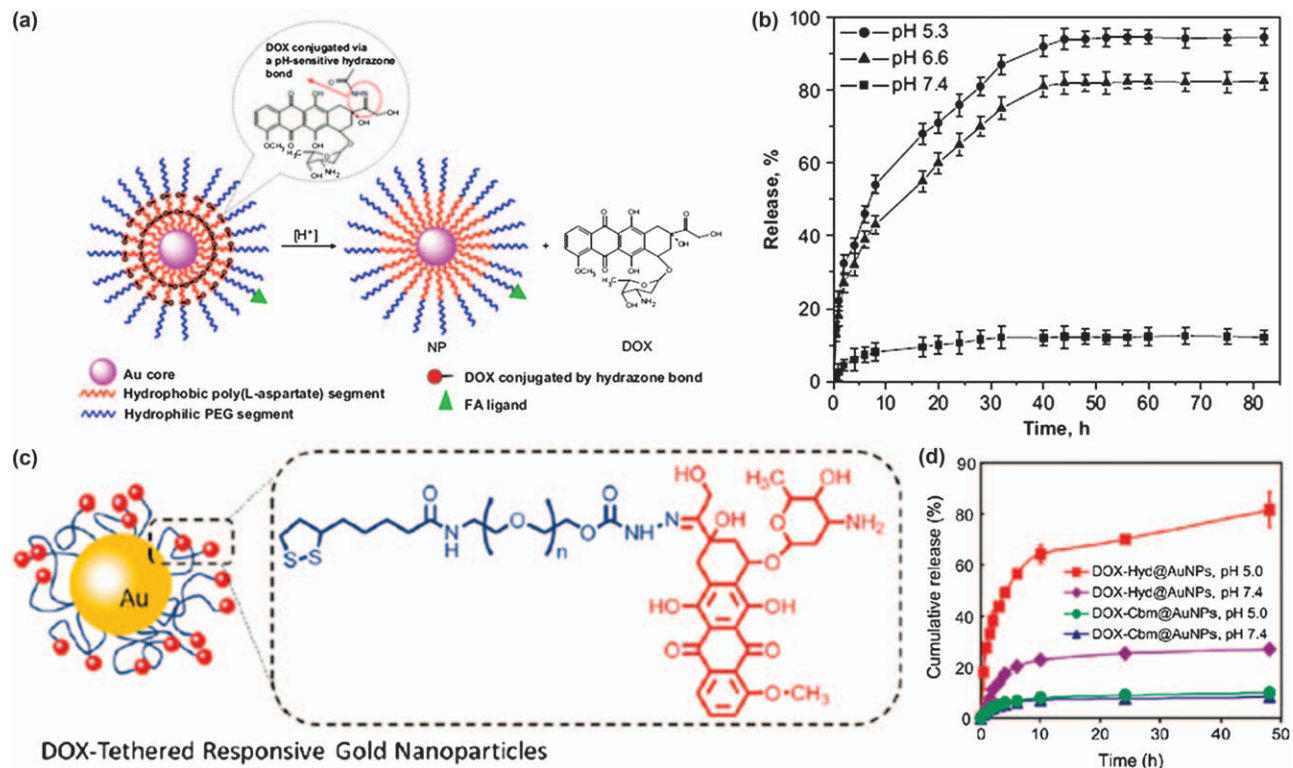 (a)
DOX conjugated via
a pH-sensitive hydrazone
bond
[H+]
+
NP
DOX
Au core
Hydrophobic poly(L-aspartate) segment
Hydrophilic PEG segment
DOX conjugated by hydrazone bond
FA ligand
(b)
pH 5.3
pH 6.6
pH 7.4
Release, %
100
80
60
40
20
0
0 10 20 30 40 50 60 70 80
Time, h
(c)
Au
O
N
H
O
n
O
O
NH
N
HO
OH
H3C
O
OH
NH2
O
OH
OH
O
O
O·CH3
S-S
DOX-Tethered Responsive Gold Nanoparticles
(d)
Cumulative release (%)
90
80
60
40
20
0
DOX-Hyd@AuNPs, pH 5.0
DOX-Hyd@AuNPs, pH 7.4
DOX-Cbm@AuNPs, pH 5.0
DOX-Cbm@AuNPs, pH 7.4
0 10 20 30 40 50
Time (h)